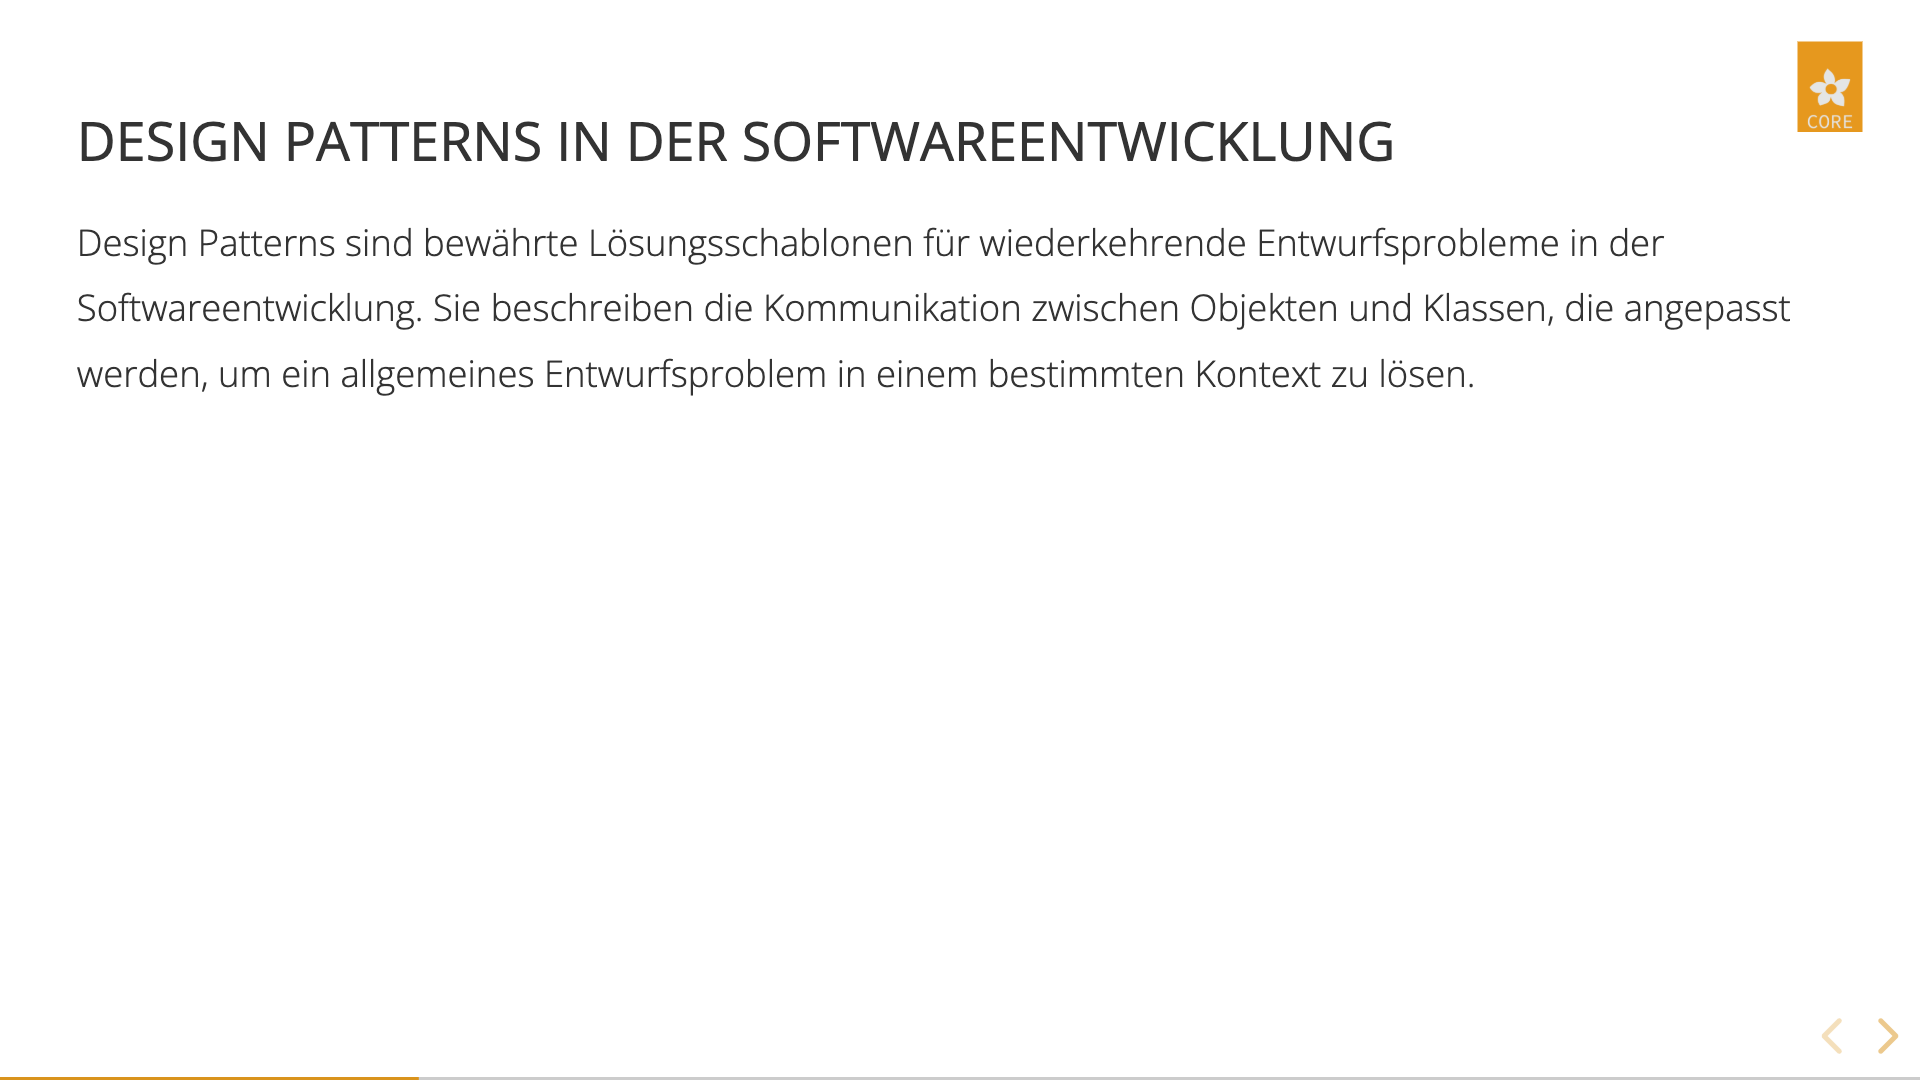 CORE
DESIGN PATTERNS IN DER SOFTWAREENTWICKLUNG
Design Patterns sind bewährte Lösungsschablonen für wiederkehrende Entwurfsprobleme in der
Softwareentwicklung. Sie beschreiben die Kommunikation zwischen Objekten und Klassen, die angepasst
werden, um ein allgemeines Entwurfsproblem in einem bestimmten Kontext zu lösen.